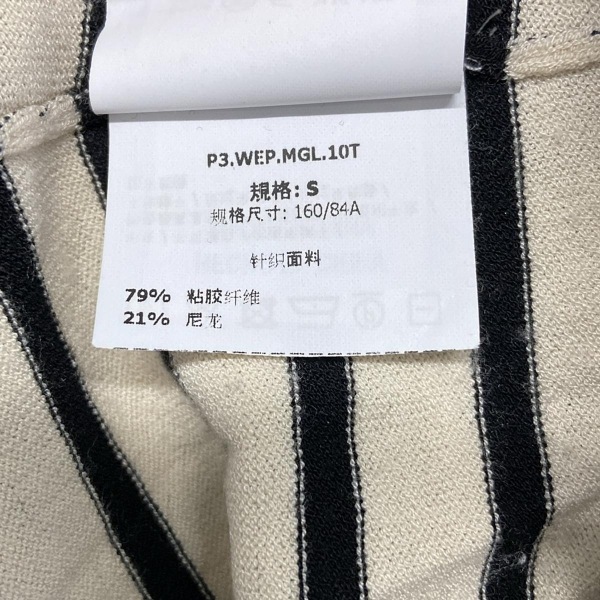 P3.WEP.MGL.10T
規格: S
规格尺寸: 160/84A
针织面料
79% 粘胶纤维
21% 尼龙